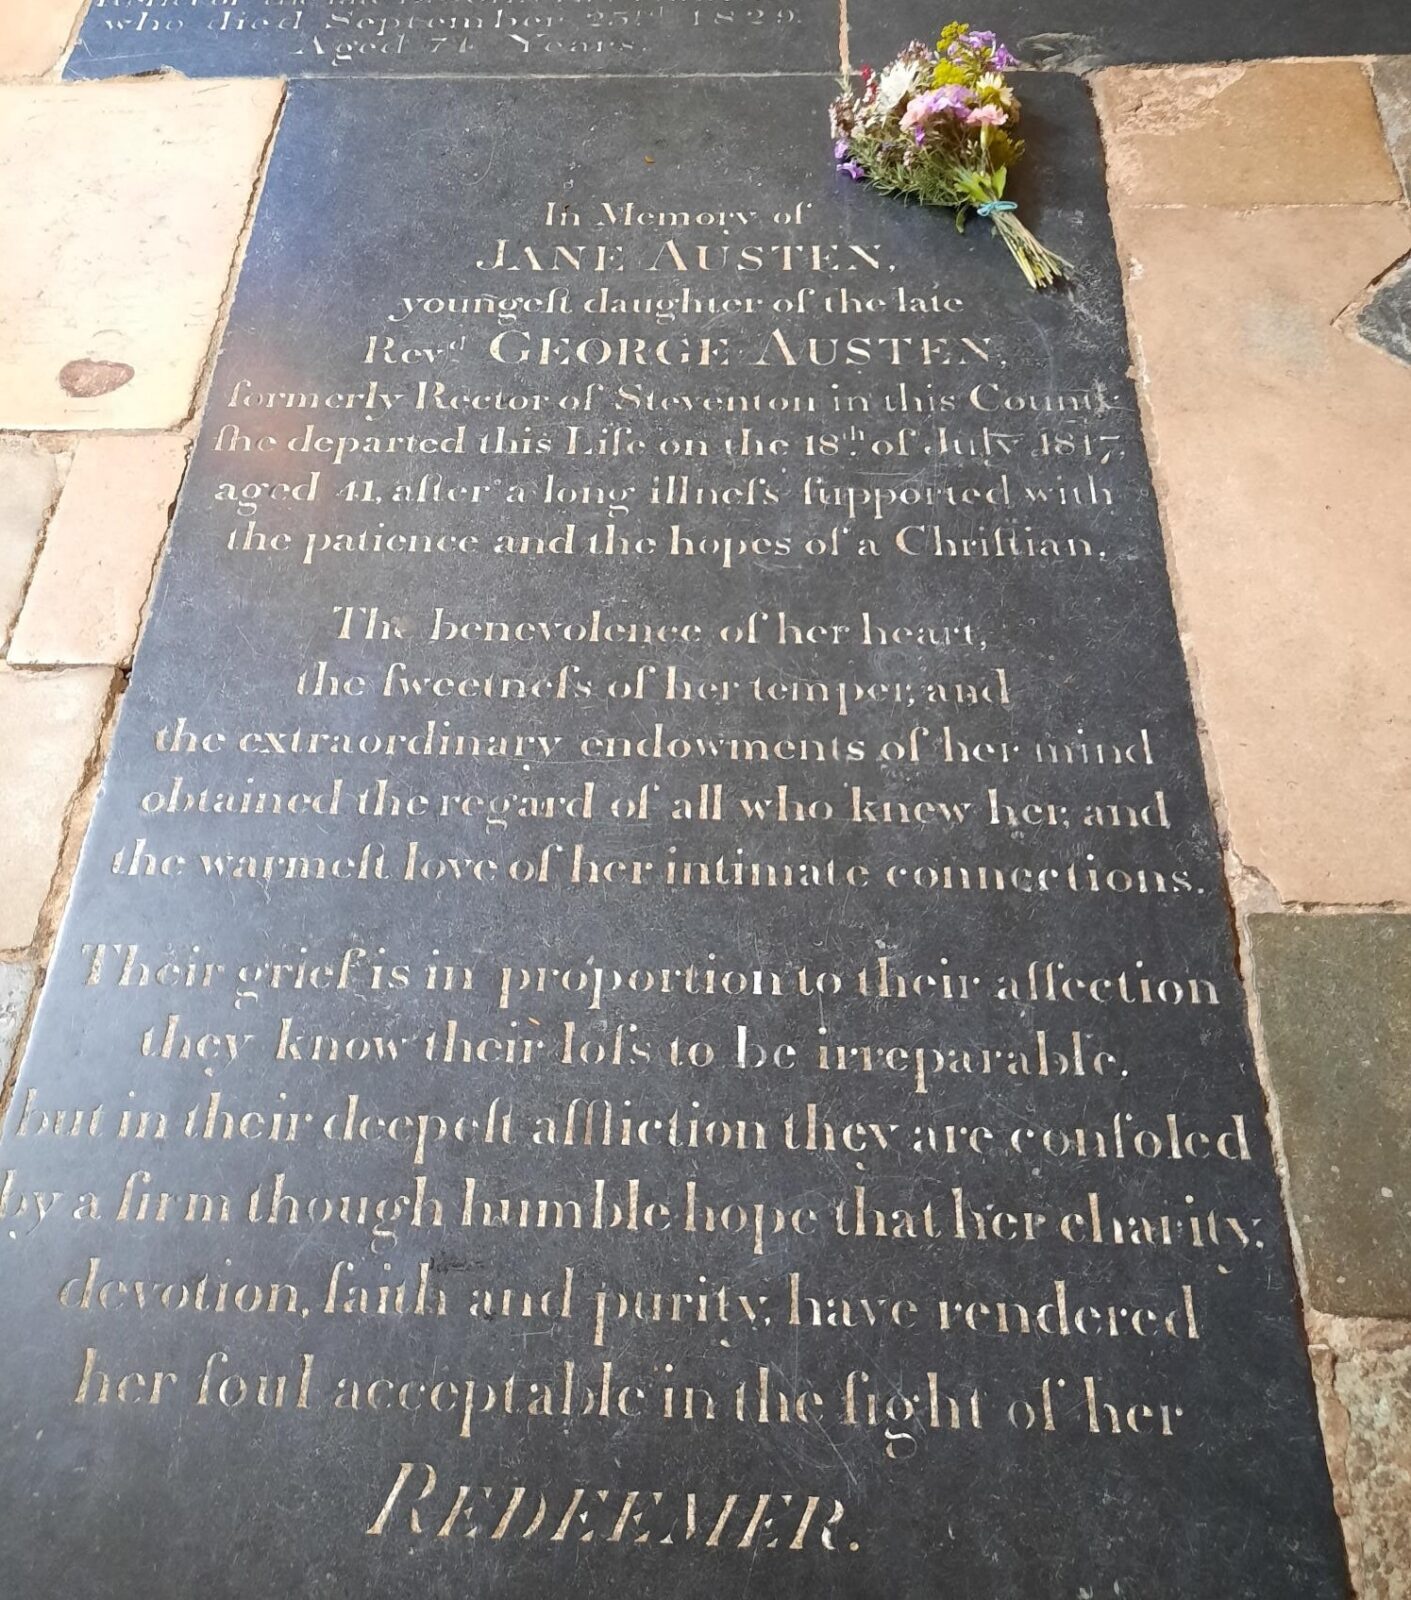 who died September 25th 1829.
Aged 74 Years.
In Memory of
JANE AUSTEN,
youngeſt daughter of the late
Revd GEORGE AUSTEN,
formerly Rector of Steventon in this County
ſhe departed this Life on the 18th of July 1817,
aged 41, after a long illneſs ſupported with
the patience and the hopes of a Chriſtian.
The benevolence of her heart,
the ſweetneſs of her temper, and
the extraordinary endowments of her mind
obtained the regard of all who knew her, and
the warmeſt love of her intimate connections.
Their grief is in proportion to their affection
they know their loſs to be irreparable,
but in their deepeſt affliction they are conſoled
by a firm though humble hope that her charity,
devotion, faith and purity, have rendered
her ſoul acceptable in the ſight of her
REDEEMER.